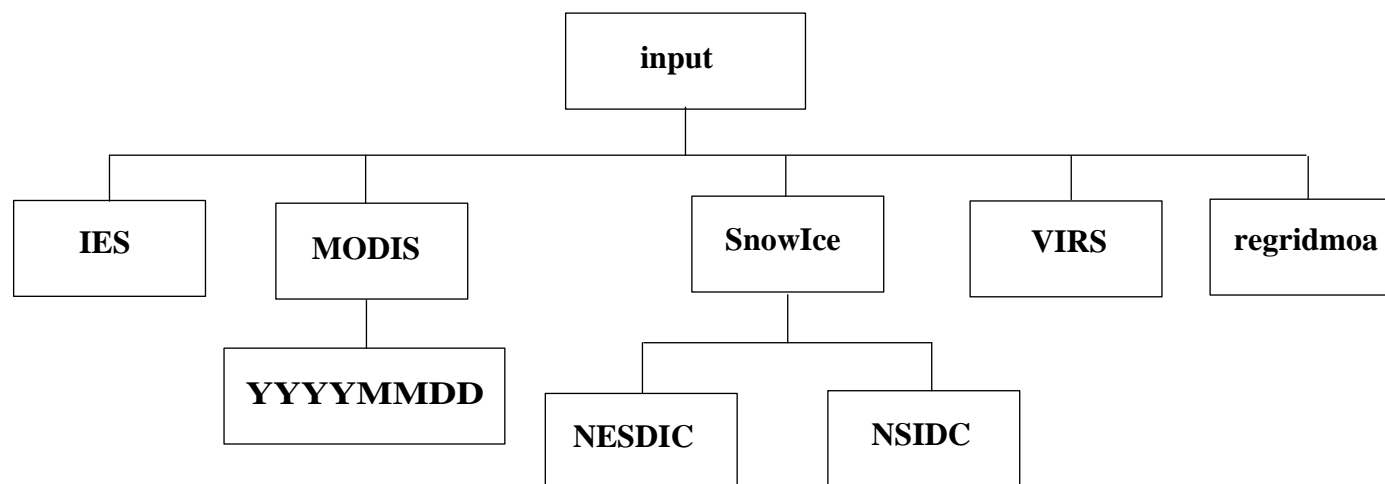 input
IES
MODIS
SnowIce
VIRS
regridmoa
YYYYMMDD
NESDIC
NSIDC